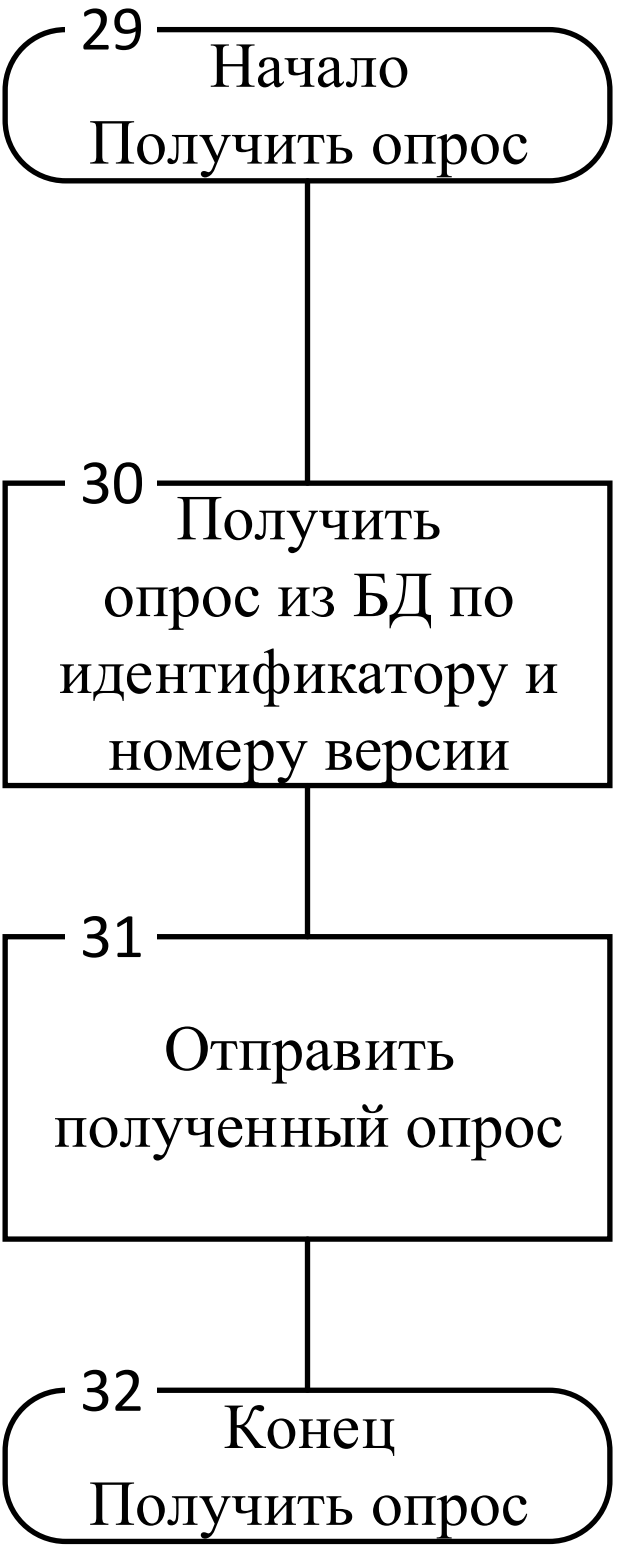 29
Начало
Получить опрос
30
Получить
опрос из БД по
идентификатору и
номеру версии
31
Отправить
полученный опрос
32
Конец
Получить опрос